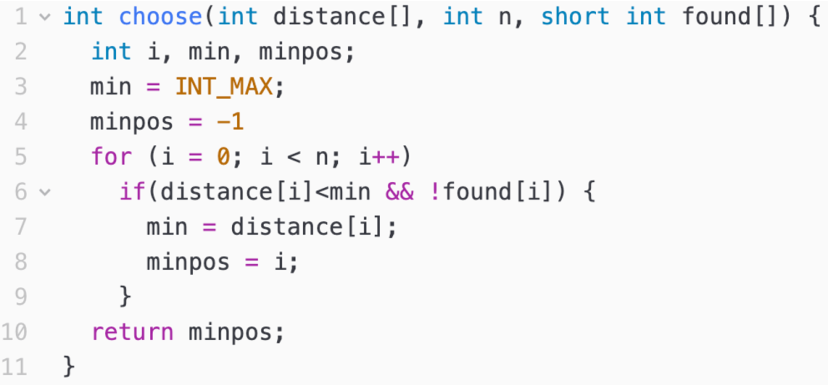 1 int choose(int distance[], int n, short int found[]) {
2   int i, min, minpos;
3   min = INT_MAX;
4   minpos = -1
5   for (i = 0; i < n; i++)
6     if(distance[i]<min && !found[i]) {
7       min = distance[i];
8       minpos = i;
9     }
10   return minpos;
11 }